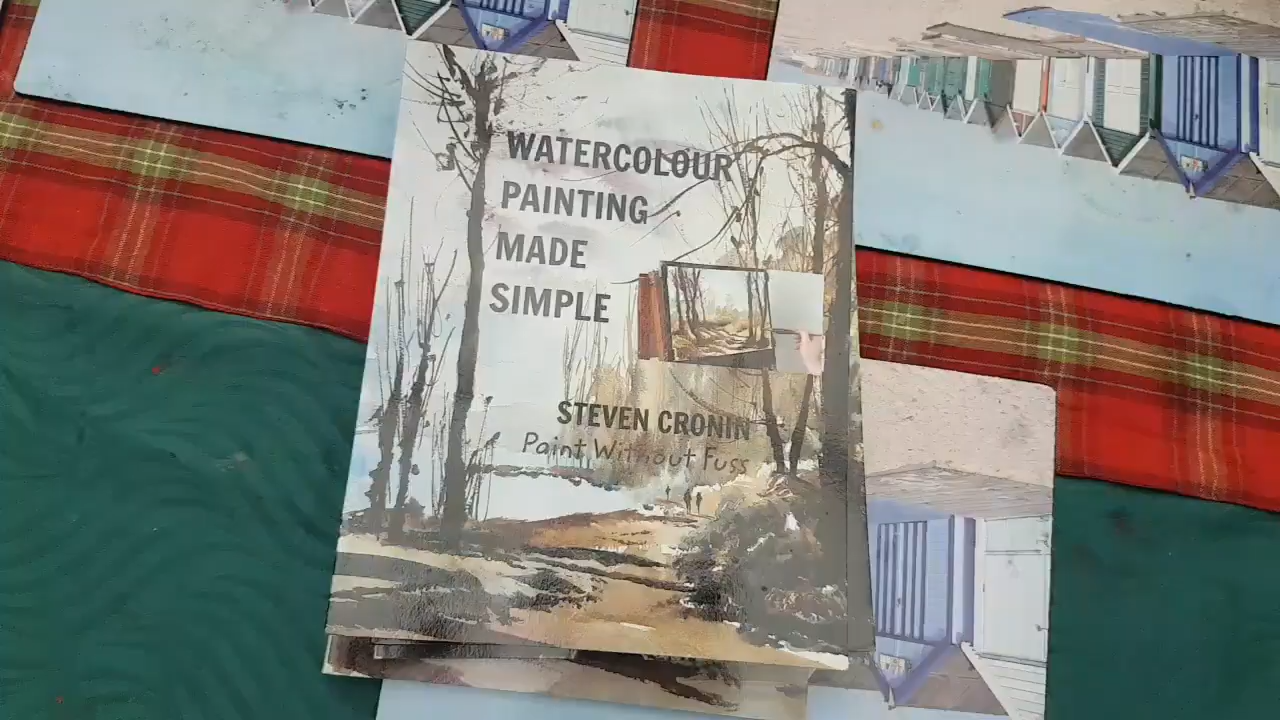 WATERCOLOUR
PAINTING
MADE
SIMPLE
STEVEN CRONIN
Paint Without Fuss